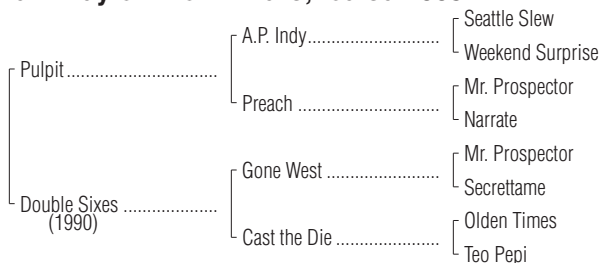 Seattle Slew
A.P. Indy
Weekend Surprise
Pulpit
Mr. Prospector
Preach
Narrate
Mr. Prospector
Gone West
Secrettame
Double Sixes
(1990)
Olden Times
Cast the Die
Teo Pepi